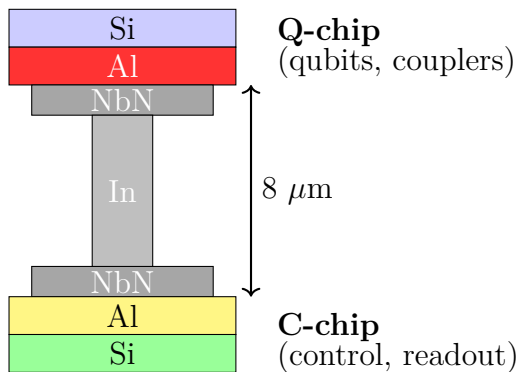 Si
Al
NbN
In
NbN
Al
Si
Q-chip
(qubits, couplers)
8 μm
C-chip
(control, readout)